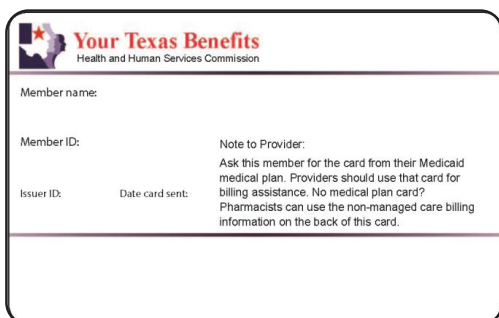 Your Texas Benefits
Health and Human Services Commission
Member name:
Member ID:
Note to Provider:
Ask this member for the card from their Medicaid
medical plan. Providers should use that card for
billing assistance. No medical plan card?
Pharmacists can use the non-managed care billing
information on the back of this card.
Issuer ID:
Date card sent: